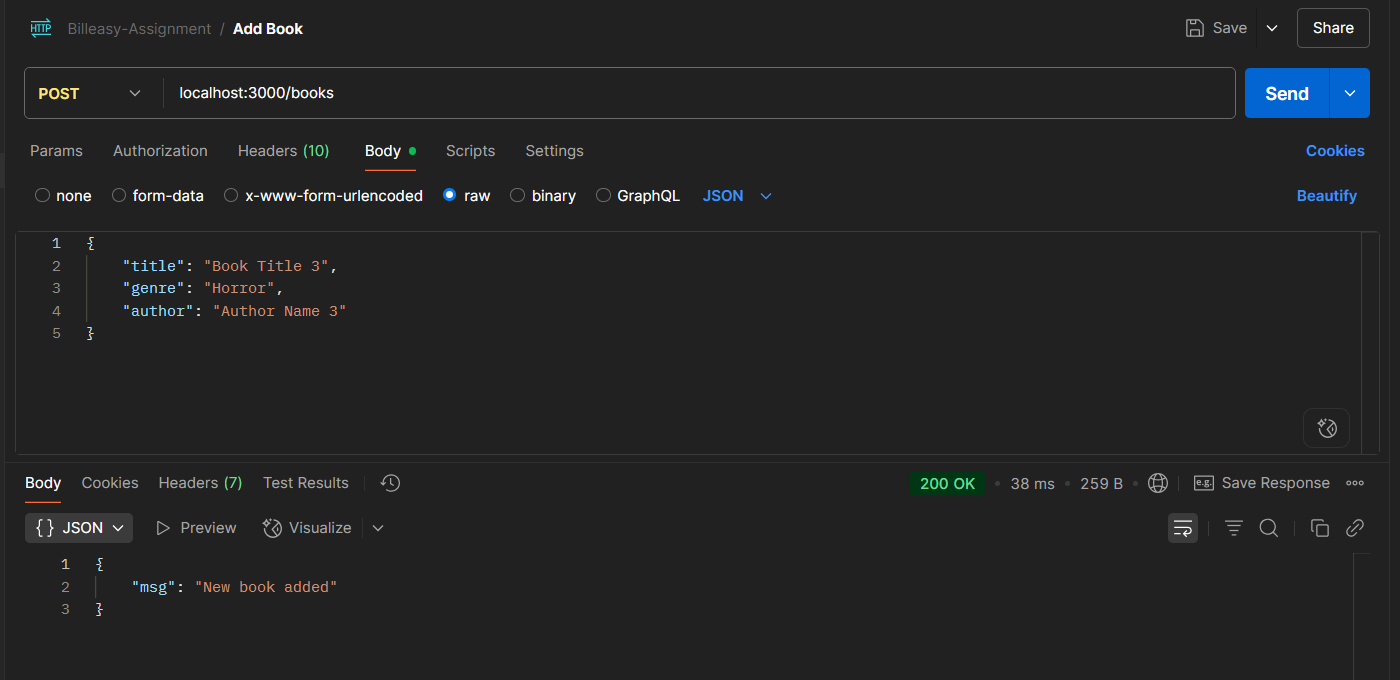 HTTP Billeasy-Assignment / Add Book Save Share
POST localhost:3000/books Send
Params Authorization Headers (10) Body Scripts Settings Cookies
none form-data x-www-form-urlencoded raw binary GraphQL JSON Beautify
1 {
2 "title": "Book Title 3",
3 "genre": "Horror",
4 "author": "Author Name 3"
5 }
Body Cookies Headers (7) Test Results 200 OK • 38 ms • 259 B • e.g. Save Response
{} JSON Preview Visualize
1 {
2 "msg": "New book added"
3 }